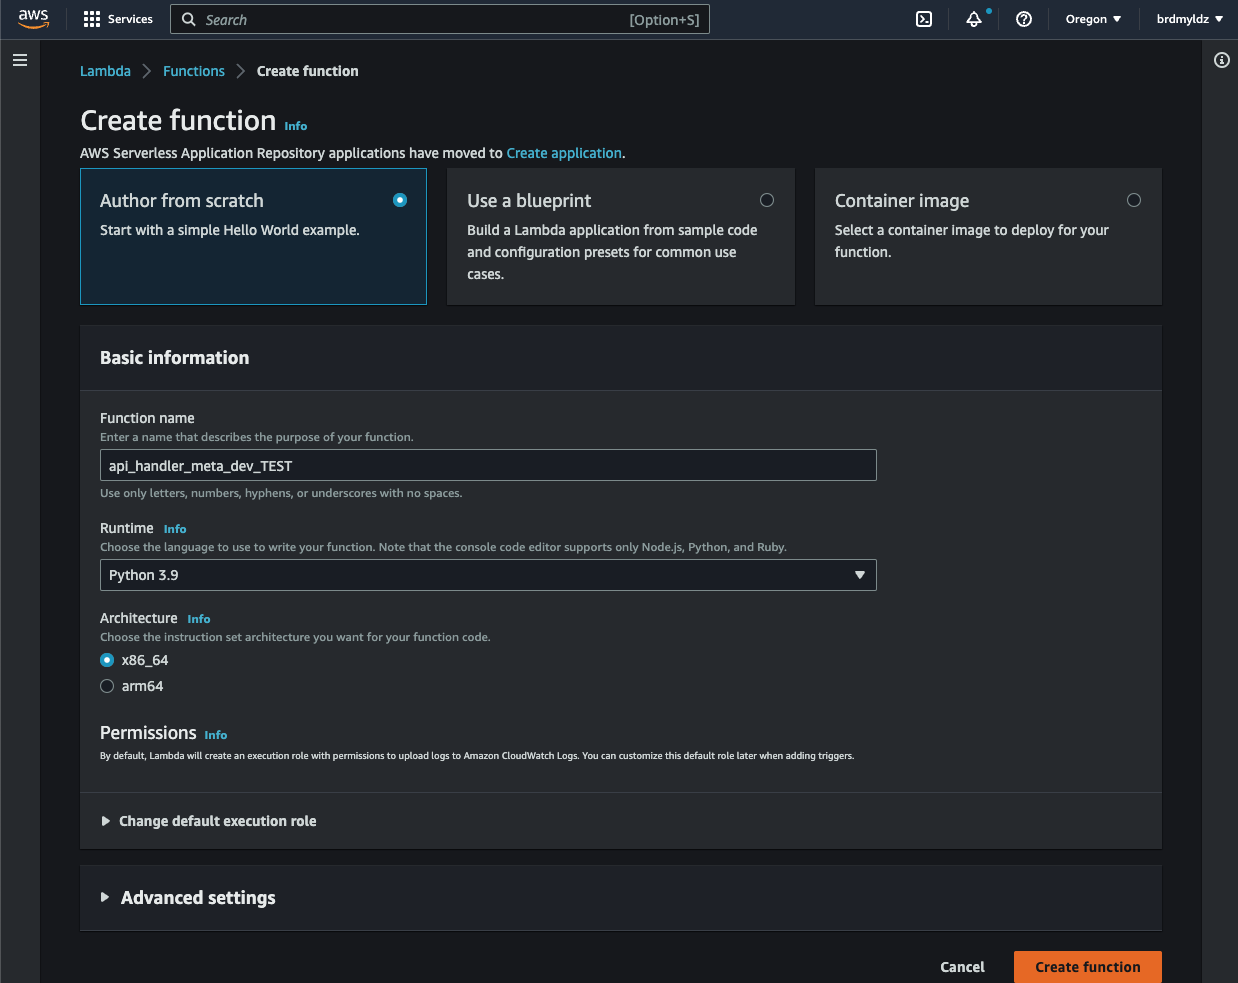 aws
Services
Search
[Option+S]
Oregon
brdmyldz
Lambda
Functions
Create function
Create function Info
AWS Serverless Application Repository applications have moved to Create application.
Author from scratch
Start with a simple Hello World example.
Use a blueprint
Build a Lambda application from sample code
and configuration presets for common use
cases.
Container image
Select a container image to deploy for your
function.
Basic information
Function name
Enter a name that describes the purpose of your function.
api_handler_meta_dev_TEST
Use only letters, numbers, hyphens, or underscores with no spaces.
Runtime Info
Choose the language to use to write your function. Note that the console code editor supports only Node.js, Python, and Ruby.
Python 3.9
Architecture Info
Choose the instruction set architecture you want for your function code.
x86_64
arm64
Permissions Info
By default, Lambda will create an execution role with permissions to upload logs to Amazon CloudWatch Logs. You can customize this default role later when adding triggers.
Change default execution role
Advanced settings
Cancel
Create function